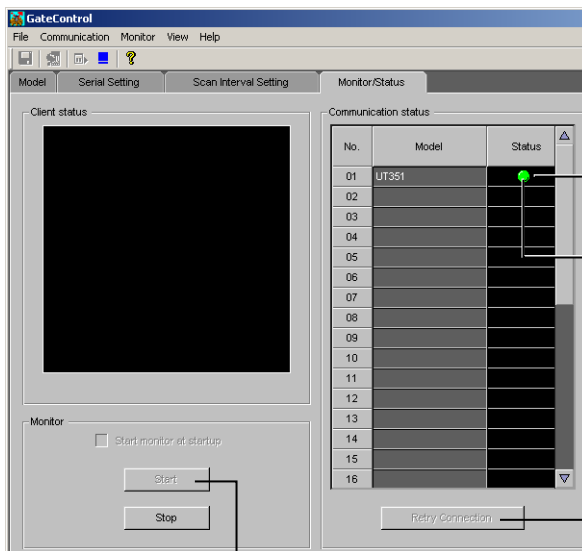 GateControl
File Communication Monitor View Help
Model Serial Setting Scan Interval Setting Monitor/Status
Client status
Communication status
No. Model Status
01 UT351
02
03
04
05
06
07
08
09
10
11
12
13
14
15
16
Monitor
Start monitor at startup
Start
Stop
Retry Connection